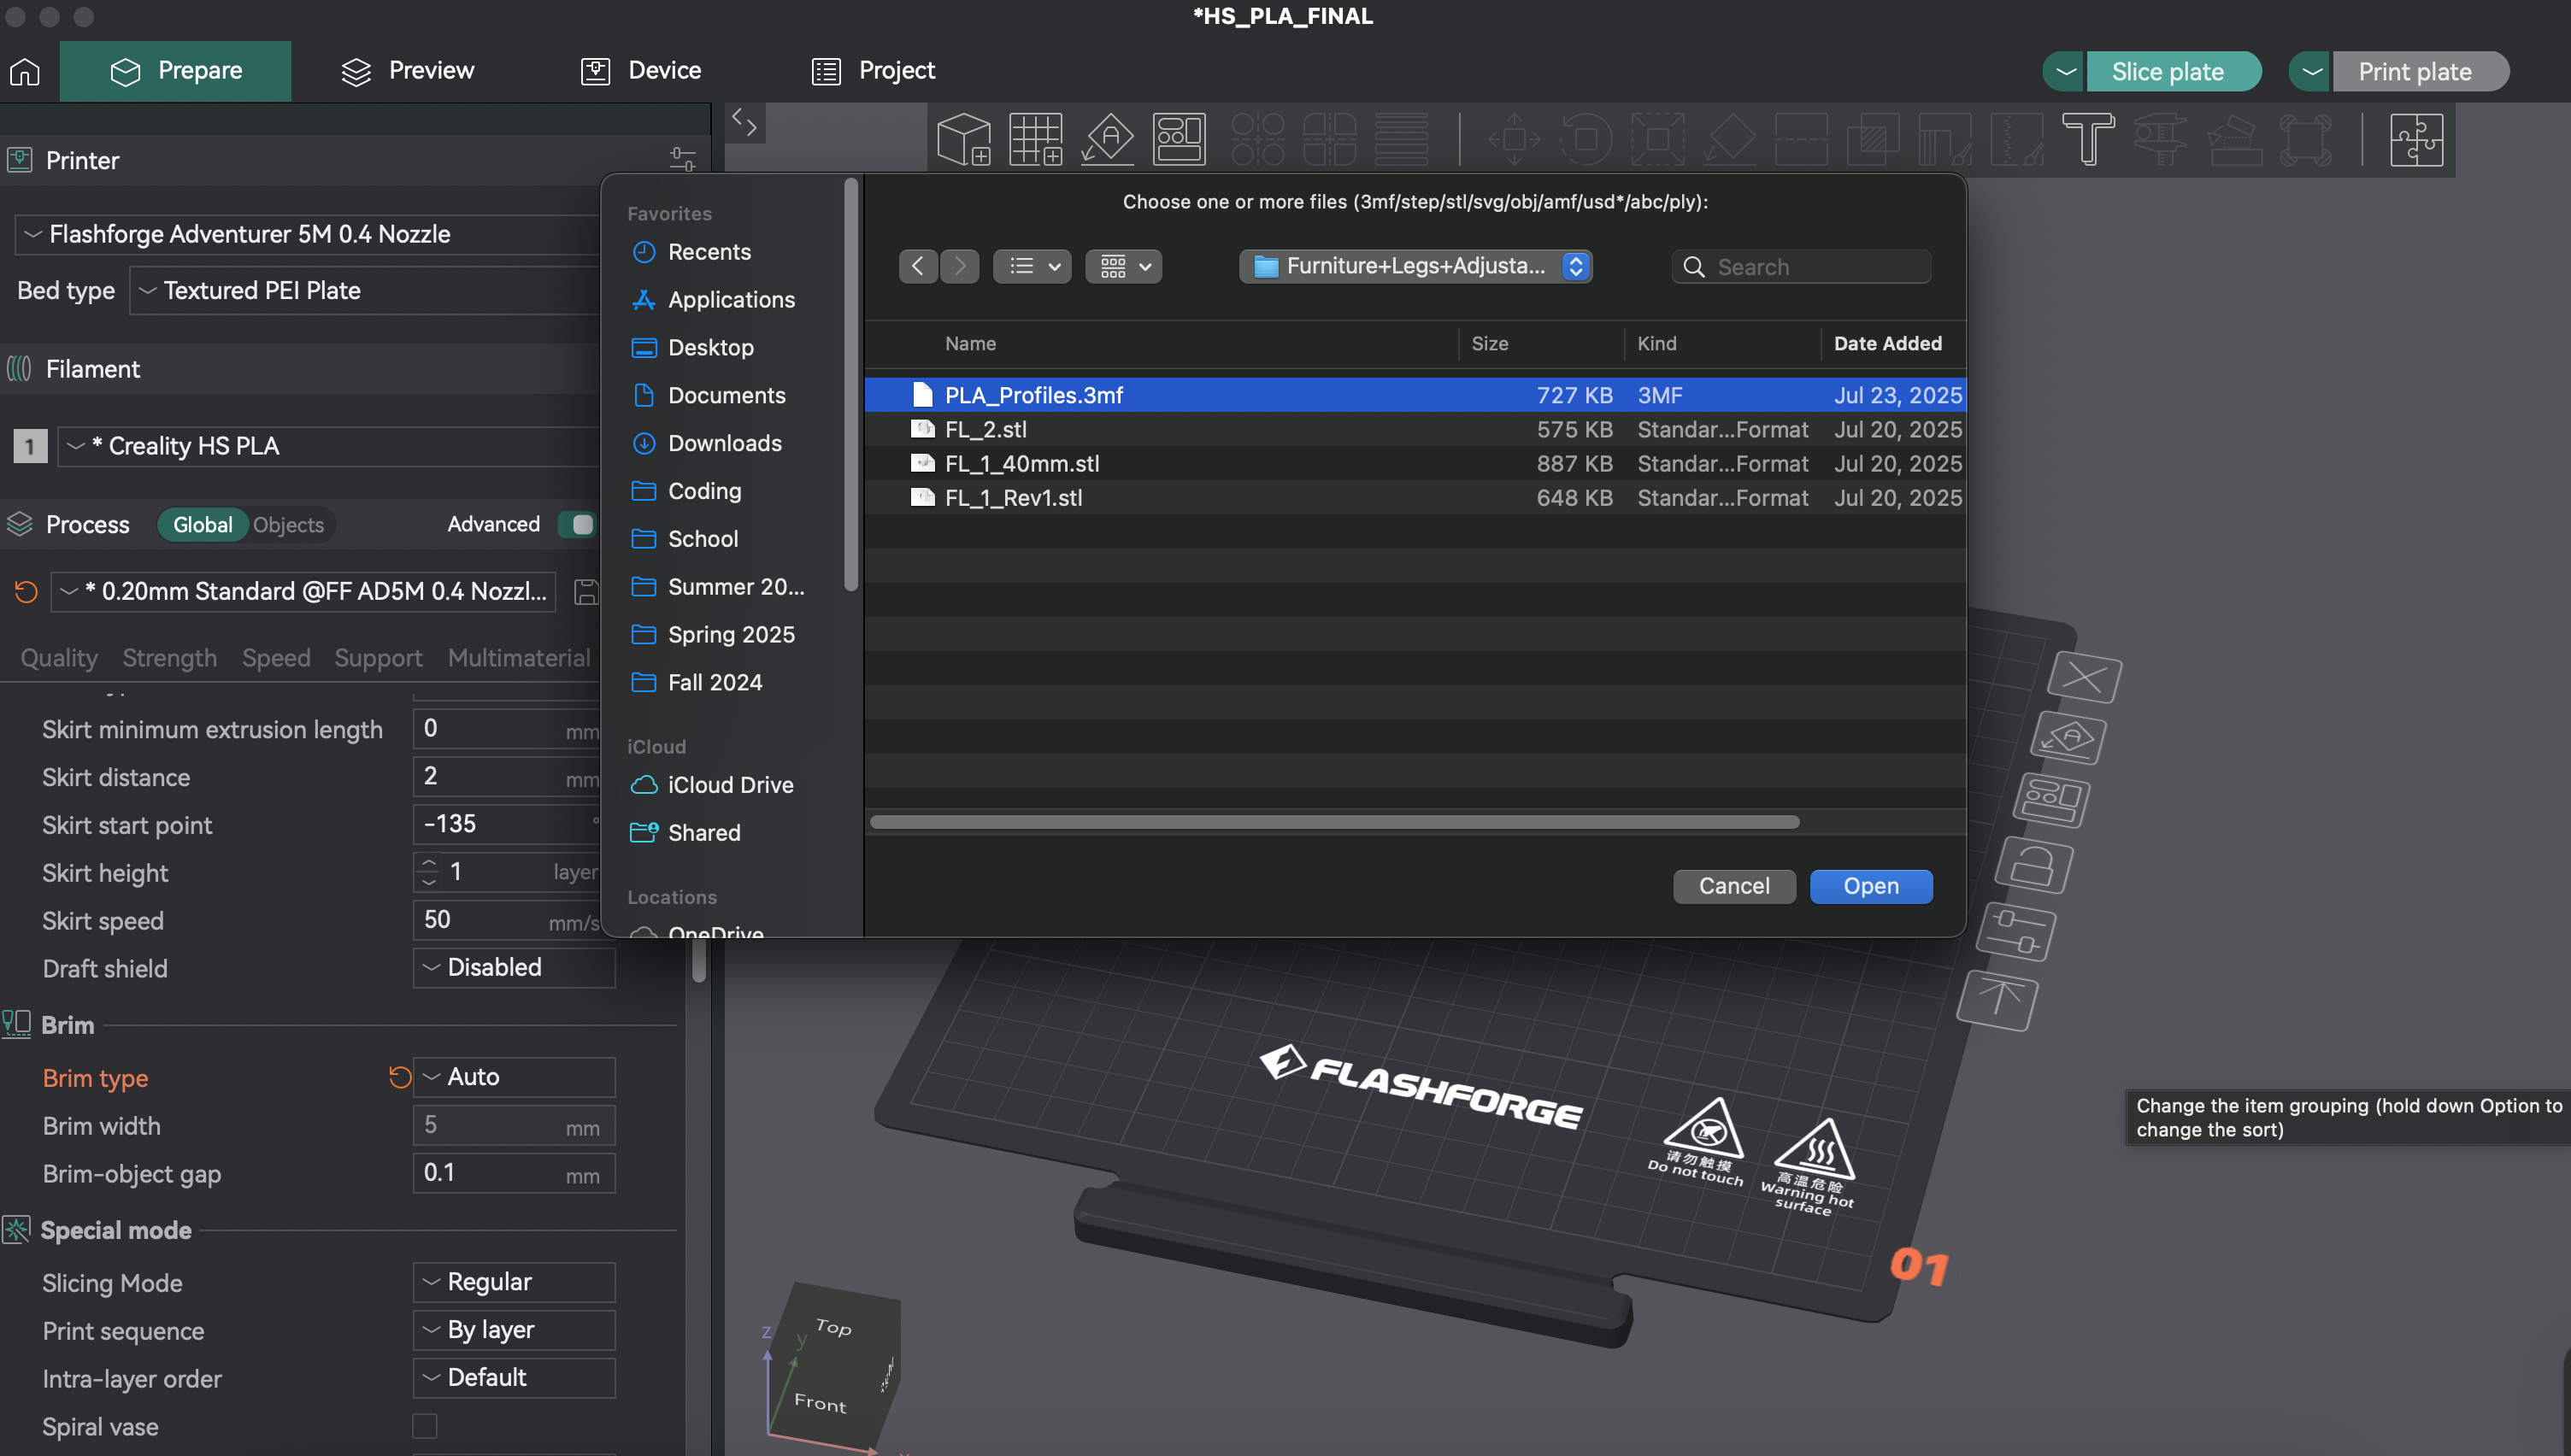 *HS_PLA_FINAL
Prepare
Preview
Device
Project
Slice plate
Print plate
Printer
Flashforge Adventurer 5M 0.4 Nozzle
Bed type
Textured PEI Plate
Filament
1
* Creality HS PLA
Process
Global
Objects
Advanced
* 0.20mm Standard @FF AD5M 0.4 Nozzl...
Quality
Strength
Speed
Support
Multimaterial
Skirt minimum extrusion length
0
mm
Skirt distance
2
mm
Skirt start point
-135
°
Skirt height
1
layer
Skirt speed
50
mm/s
Draft shield
Disabled
Brim
Brim type
Auto
Brim width
5
mm
Brim-object gap
0.1
mm
Special mode
Slicing Mode
Regular
Print sequence
By layer
Intra-layer order
Default
Spiral vase
Favorites
Recents
Applications
Desktop
Documents
Downloads
Coding
School
Summer 20...
Spring 2025
Fall 2024
iCloud
iCloud Drive
Shared
Locations
OneDrive
Choose one or more files (3mf/step/stl/svg/obj/amf/usd*/abc/ply):
Furniture+Legs+Adjusta...
Search
Name
Size
Kind
Date Added
PLA_Profiles.3mf
727 KB
3MF
Jul 23, 2025
FL_2.stl
575 KB
Standar...Format
Jul 20, 2025
FL_1_40mm.stl
887 KB
Standar...Format
Jul 20, 2025
FL_1_Rev1.stl
648 KB
Standar...Format
Jul 20, 2025
Cancel
Open
FLASHFORGE
请勿触摸
Do not touch
高温危险
Warning hot
surface
01
Change the item grouping (hold down Option to
change the sort)
Top
Front
z
y